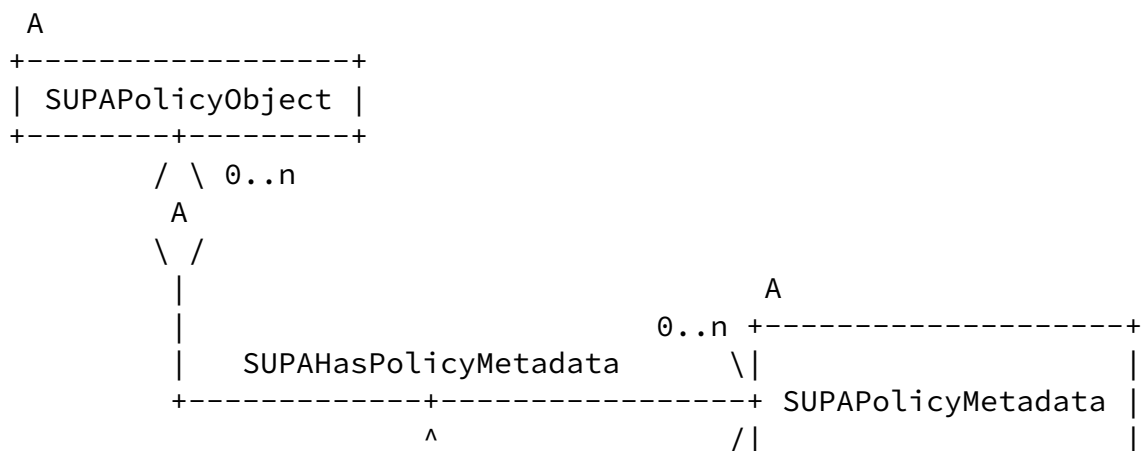 A
+------------------+
| SUPAPolicyObject |
+--------+---------+
/ \ 0..n
A
\ /
| A
| 0..n +--------------------+
| SUPAHasPolicyMetadata \| |
+-------------+-----------------+ SUPAPolicyMetadata |
^ /| |